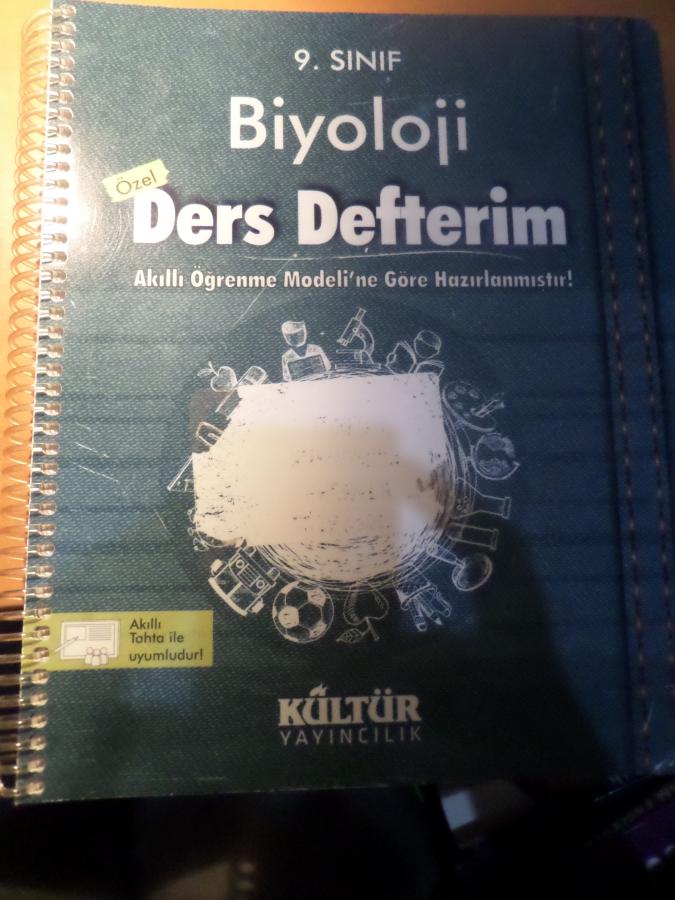 9. SINIF
Biyoloji
Özel
Ders Defterim
Akıllı Öğrenme Modeli'ne Göre Hazırlanmıştır!
Akıllı
Tahta ile
uyumludur!
KÜLTÜR
YAYINCILIK